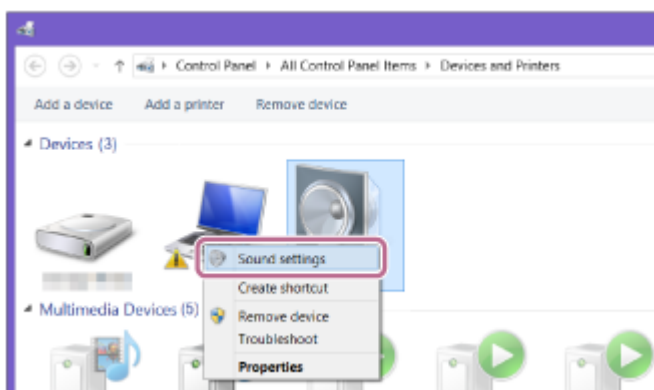 Control Panel All Control Panel Items Devices and Printers
Add a device Add a printer Remove device
Devices (3)
Sound settings
Create shortcut
Multimedia Devices (5)
Remove device
Troubleshoot
Properties